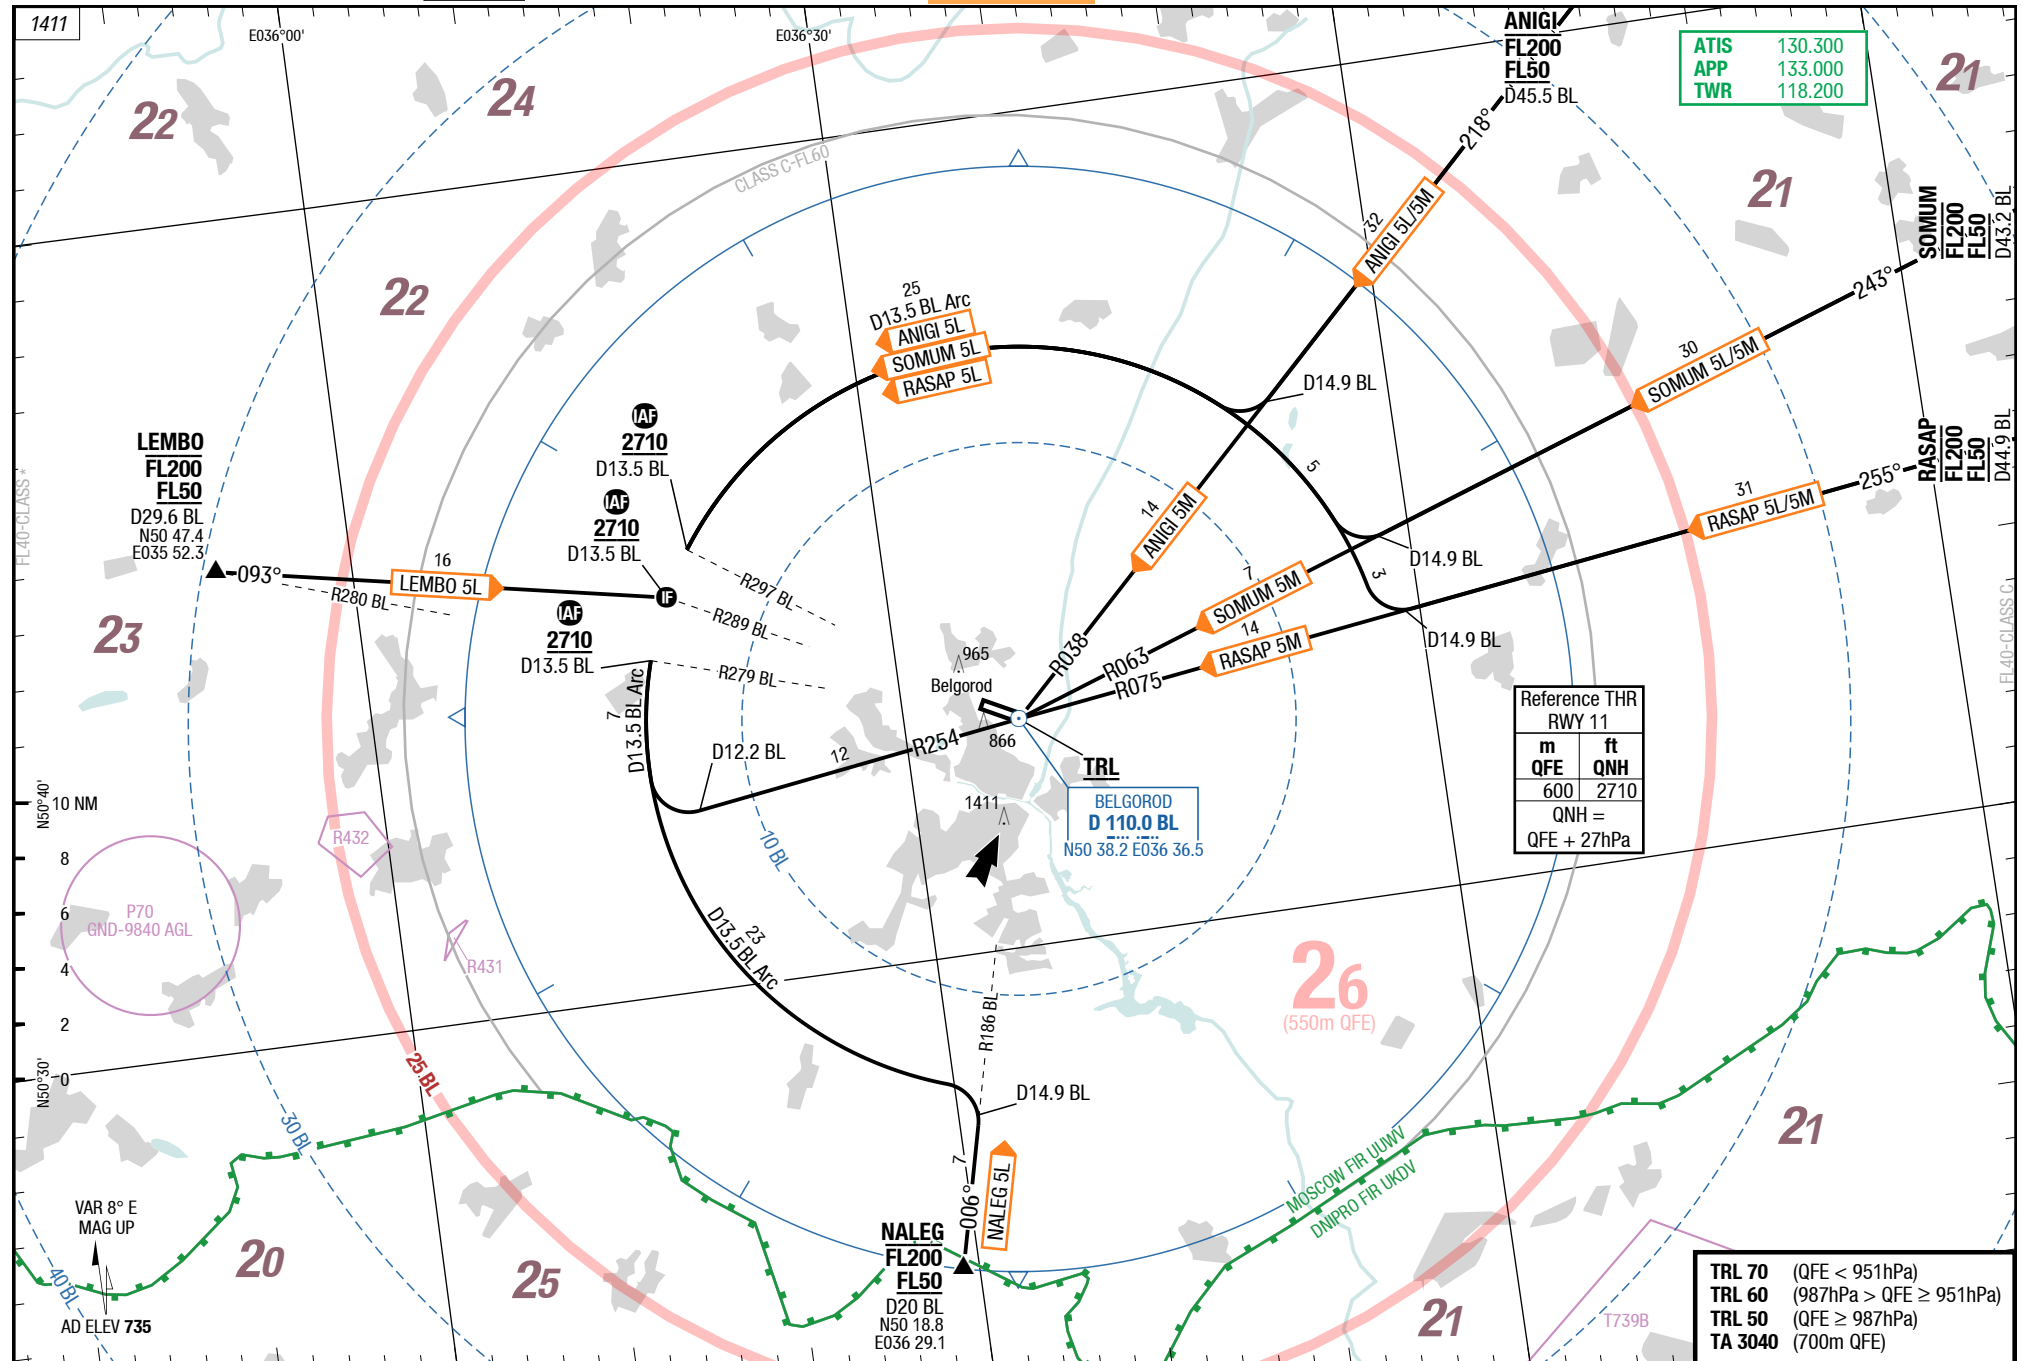 1411
E036°00'
E036°30'
ANIGI
FL200
FL50
D45.5 BL
218°
ATIS 130.300
APP 133.000
TWR 118.200
22
24
21
21
22
CLASS C-FL60
32
ANIGI 5L/5M
SOMUM
FL200
FL50
D43.2 BL
243°
30
SOMUM 5L/5M
25
D13.5 BL Arc
ANIGI 5L
SOMUM 5L
RASAP 5L
D14.9 BL
RASAP
FL200
FL50
D44.9 BL
255°
31
RASAP 5L/5M
IAF
2710
D13.5 BL
IAF
2710
D13.5 BL
IAF
2710
D13.5 BL
LEMBO
FL200
FL50
D29.6 BL
N50 47.4
E035 52.3
FL40-CLASS *
093°
16
LEMBO 5L
IF
R280 BL
R297 BL
R289 BL
R279 BL
5
14
ANIGI 5M
D14.9 BL
3
7
SOMUM 5M
14
RASAP 5M
D14.9 BL
FL40-CLASS C
23
965
Belgorod
R038
R063
R075
866
R254
12
D12.2 BL
7
D13.5 BL Arc
TRL
BELGOROD
D 110.0 BL
N50 38.2 E036 36.5
1411
10 BL
Reference THR
RWY 11
m ft
QFE QNH
600 2710
QNH =
QFE + 27hPa
N50°40'
10 NM
8
6
4
2
0
N50°30'
R432
P70
GND-9840 AGL
R431
23
D13.5 BL Arc
R186 BL
26
(550m QFE)
25 BL
30 BL
40 BL
D14.9 BL
7
006°
NALEG 5L
NALEG
FL200
FL50
D20 BL
N50 18.8
E036 29.1
MOSCOW FIR UUWV
DNIPRO FIR UKDV
21
21
20
25
VAR 8° E
MAG UP
AD ELEV 735
T739B
TRL 70 (QFE < 951hPa)
TRL 60 (987hPa > QFE ≥ 951hPa)
TRL 50 (QFE ≥ 987hPa)
TA 3040 (700m QFE)